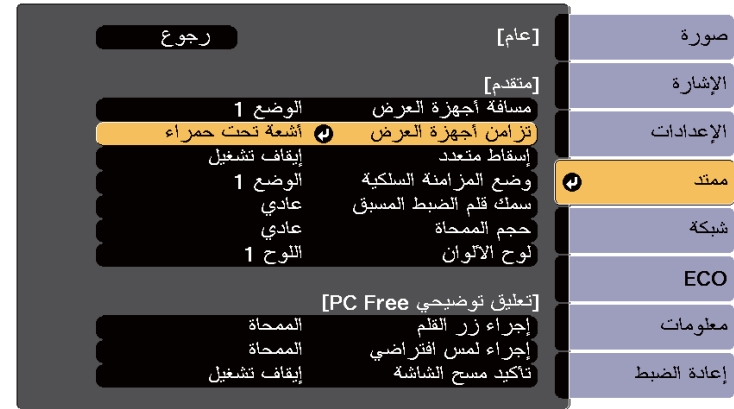 صورة
الإشارة
الإعدادات
ممتد
شبكة
ECO
معلومات
إعادة الضبط
[عام]
رجوع
[متقدم]
مسافة أجهزة العرض الوضع 1
تزامن أجهزة العرض أشعة تحت حمراء
إسقاط متعدد إيقاف تشغيل
وضع المزامنة السلكية الوضع 1
سمك قلم الضبط المسبق عادي
حجم الممحاة عادي
لوح الألوان اللوح 1
[تعليق توضيحي PC Free]
إجراء زر القلم الممحاة
إجراء لمس افتراضي الممحاة
تأكيد مسح الشاشة إيقاف تشغيل